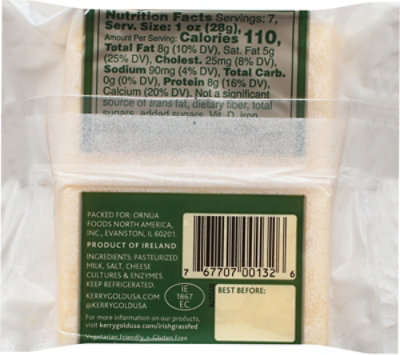 Nutrition Facts Servings: 7,
Serv. Size: 1 oz (28g),
Amount Per Serving: Calories 110,
Total Fat 8g (10% DV), Sat. Fat 5g
(25% DV), Cholest. 25mg (8% DV),
Sodium 90mg (4% DV), Total Carb.
0g (0% DV), Protein 8g (16% DV),
Calcium (20% DV). Not a significant
source of trans fat, dietary fiber, total
sugars, added sugars, Vit. D, iron
PACKED FOR: ORNUA
FOODS NORTH AMERICA,
INC., EVANSTON, IL 60201.
PRODUCT OF IRELAND
INGREDIENTS: PASTEURIZED
MILK, SALT, CHEESE
CULTURES & ENZYMES.
KEEP REFRIGERATED.
KERRYGOLDUSA.COM
@KERRYGOLDUSA
For more information on our products,
visit kerrygoldusa.com/irishgrassfed
Vegetarian Friendly • Gluten Free
7 67707 00132 6
IE
1867
EC
BEST BEFORE: